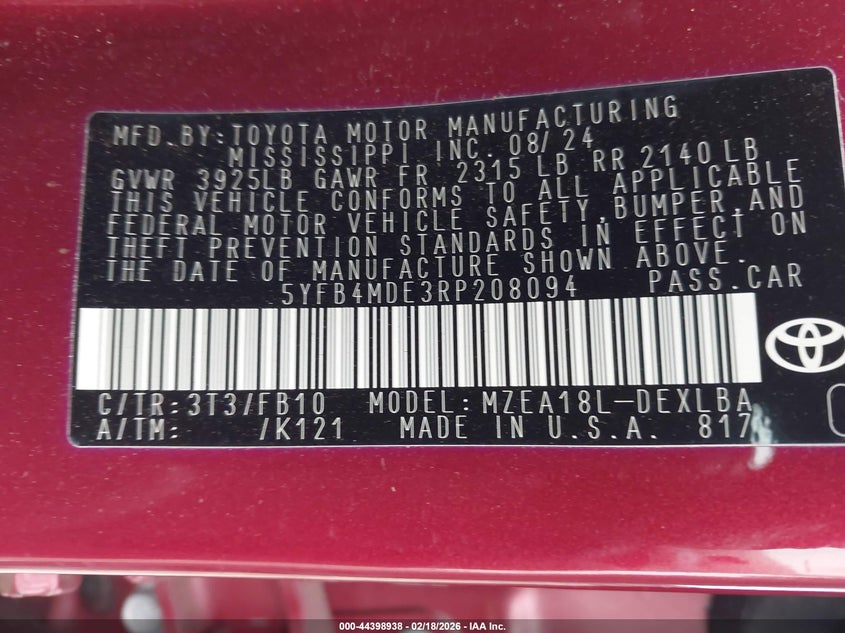 MFD. BY: TOYOTA MOTOR MANUFACTURING
MISSISSIPPI, INC. 08/24
GVWR 3925LB GAWR FR 2315 LB RR 2140 LB
THIS VEHICLE CONFORMS TO ALL APPLICABLE
FEDERAL MOTOR VEHICLE SAFETY, BUMPER, AND
THEFT PREVENTION STANDARDS IN EFFECT ON
THE DATE OF MANUFACTURE SHOWN ABOVE.
5YFB4MDE3RP208094 PASS. CAR
C/TR: 3T3/FB10 MODEL: MZEA18L-DEXLBA
A/TM: /K121 MADE IN U.S.A. 817
000-44398938 - 02/18/2026 - IAA Inc.